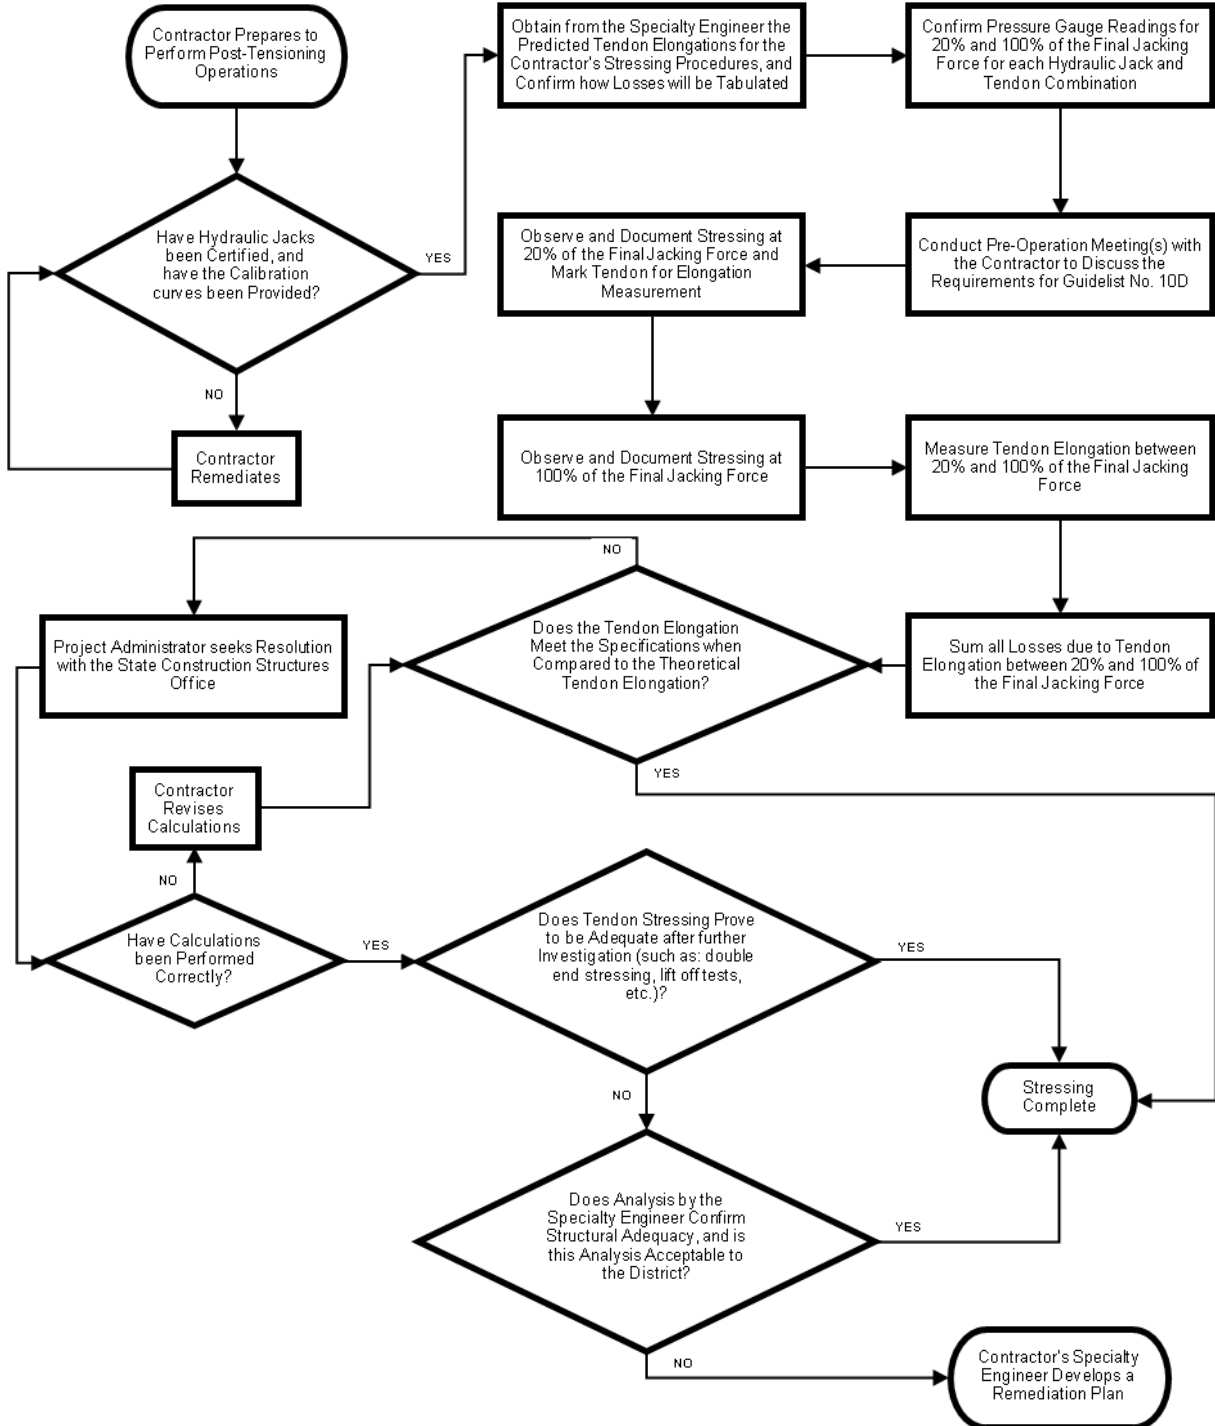 Contractor Prepares to
Perform Post-Tensioning
Operations
Obtain from the Specialty Engineer the
Predicted Tendon Elongations for the
Contractor's Stressing Procedures, and
Confirm how Losses will be Tabulated
Confirm Pressure Gauge Readings for
20% and 100% of the Final Jacking
Force for each Hydraulic Jack and
Tendon Combination
Have Hydraulic Jacks
been Certified, and
have the Calibration
curves been Provided?
YES
Observe and Document Stressing at
20% of the Final Jacking Force and
Mark Tendon for Elongation
Measurement
Conduct Pre-Operation Meeting(s) with
the Contractor to Discuss the
Requirements for Guidelist No. 10D
NO
Contractor
Remediates
Observe and Document Stressing at
100% of the Final Jacking Force
Measure Tendon Elongation between
20% and 100% of the Final Jacking
Force
NO
Project Administrator seeks Resolution
with the State Construction Structures
Office
Does the Tendon Elongation
Meet the Specifications when
Compared to the Theoretical
Tendon Elongation?
Sum all Losses due to Tendon
Elongation between 20% and 100% of
the Final Jacking Force
YES
Contractor
Revises
Calculations
NO
Have Calculations
been Performed
Correctly?
YES
Does Tendon Stressing Prove
to be Adequate after further
Investigation (such as: double
end stressing, lift off tests,
etc.)?
YES
Stressing
Complete
NO
Does Analysis by the
Specialty Engineer Confirm
Structural Adequacy, and is
this Analysis Acceptable to
the District?
YES
NO
Contractor's Specialty
Engineer Develops a
Remediation Plan